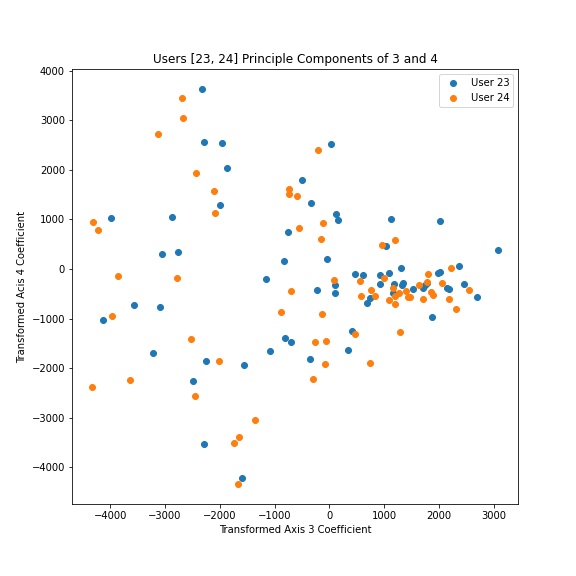 Users [23, 24] Principle Components of 3 and 4
User 23
User 24
4000
3000
2000
1000
0
−1000
−2000
−3000
−4000
Transformed Acis 4 Coefficient
−4000 −3000 −2000 −1000 0 1000 2000 3000
Transformed Axis 3 Coefficient